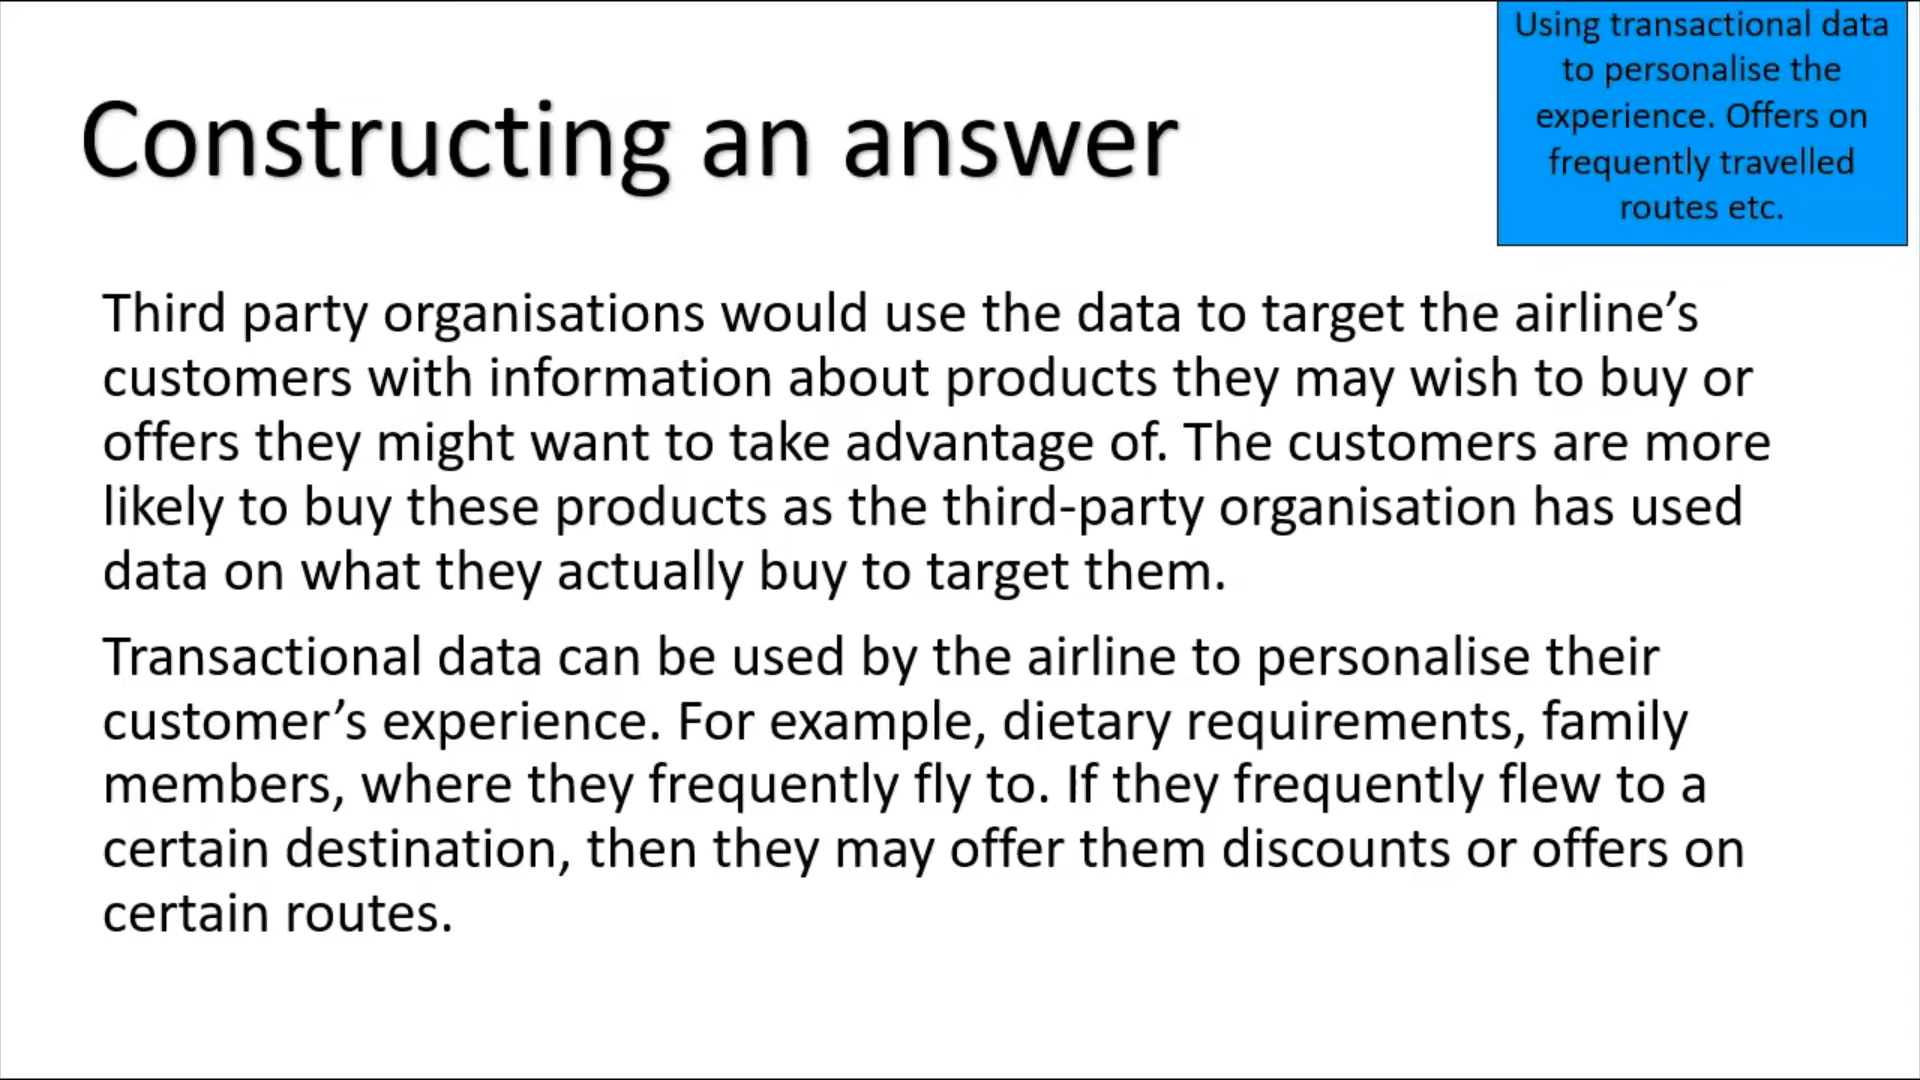 Constructing an answer
Using transactional data
to personalise the
experience. Offers on
frequently travelled
routes etc.
Third party organisations would use the data to target the airline’s
customers with information about products they may wish to buy or
offers they might want to take advantage of. The customers are more
likely to buy these products as the third-party organisation has used
data on what they actually buy to target them.
Transactional data can be used by the airline to personalise their
customer’s experience. For example, dietary requirements, family
members, where they frequently fly to. If they frequently flew to a
certain destination, then they may offer them discounts or offers on
certain routes.